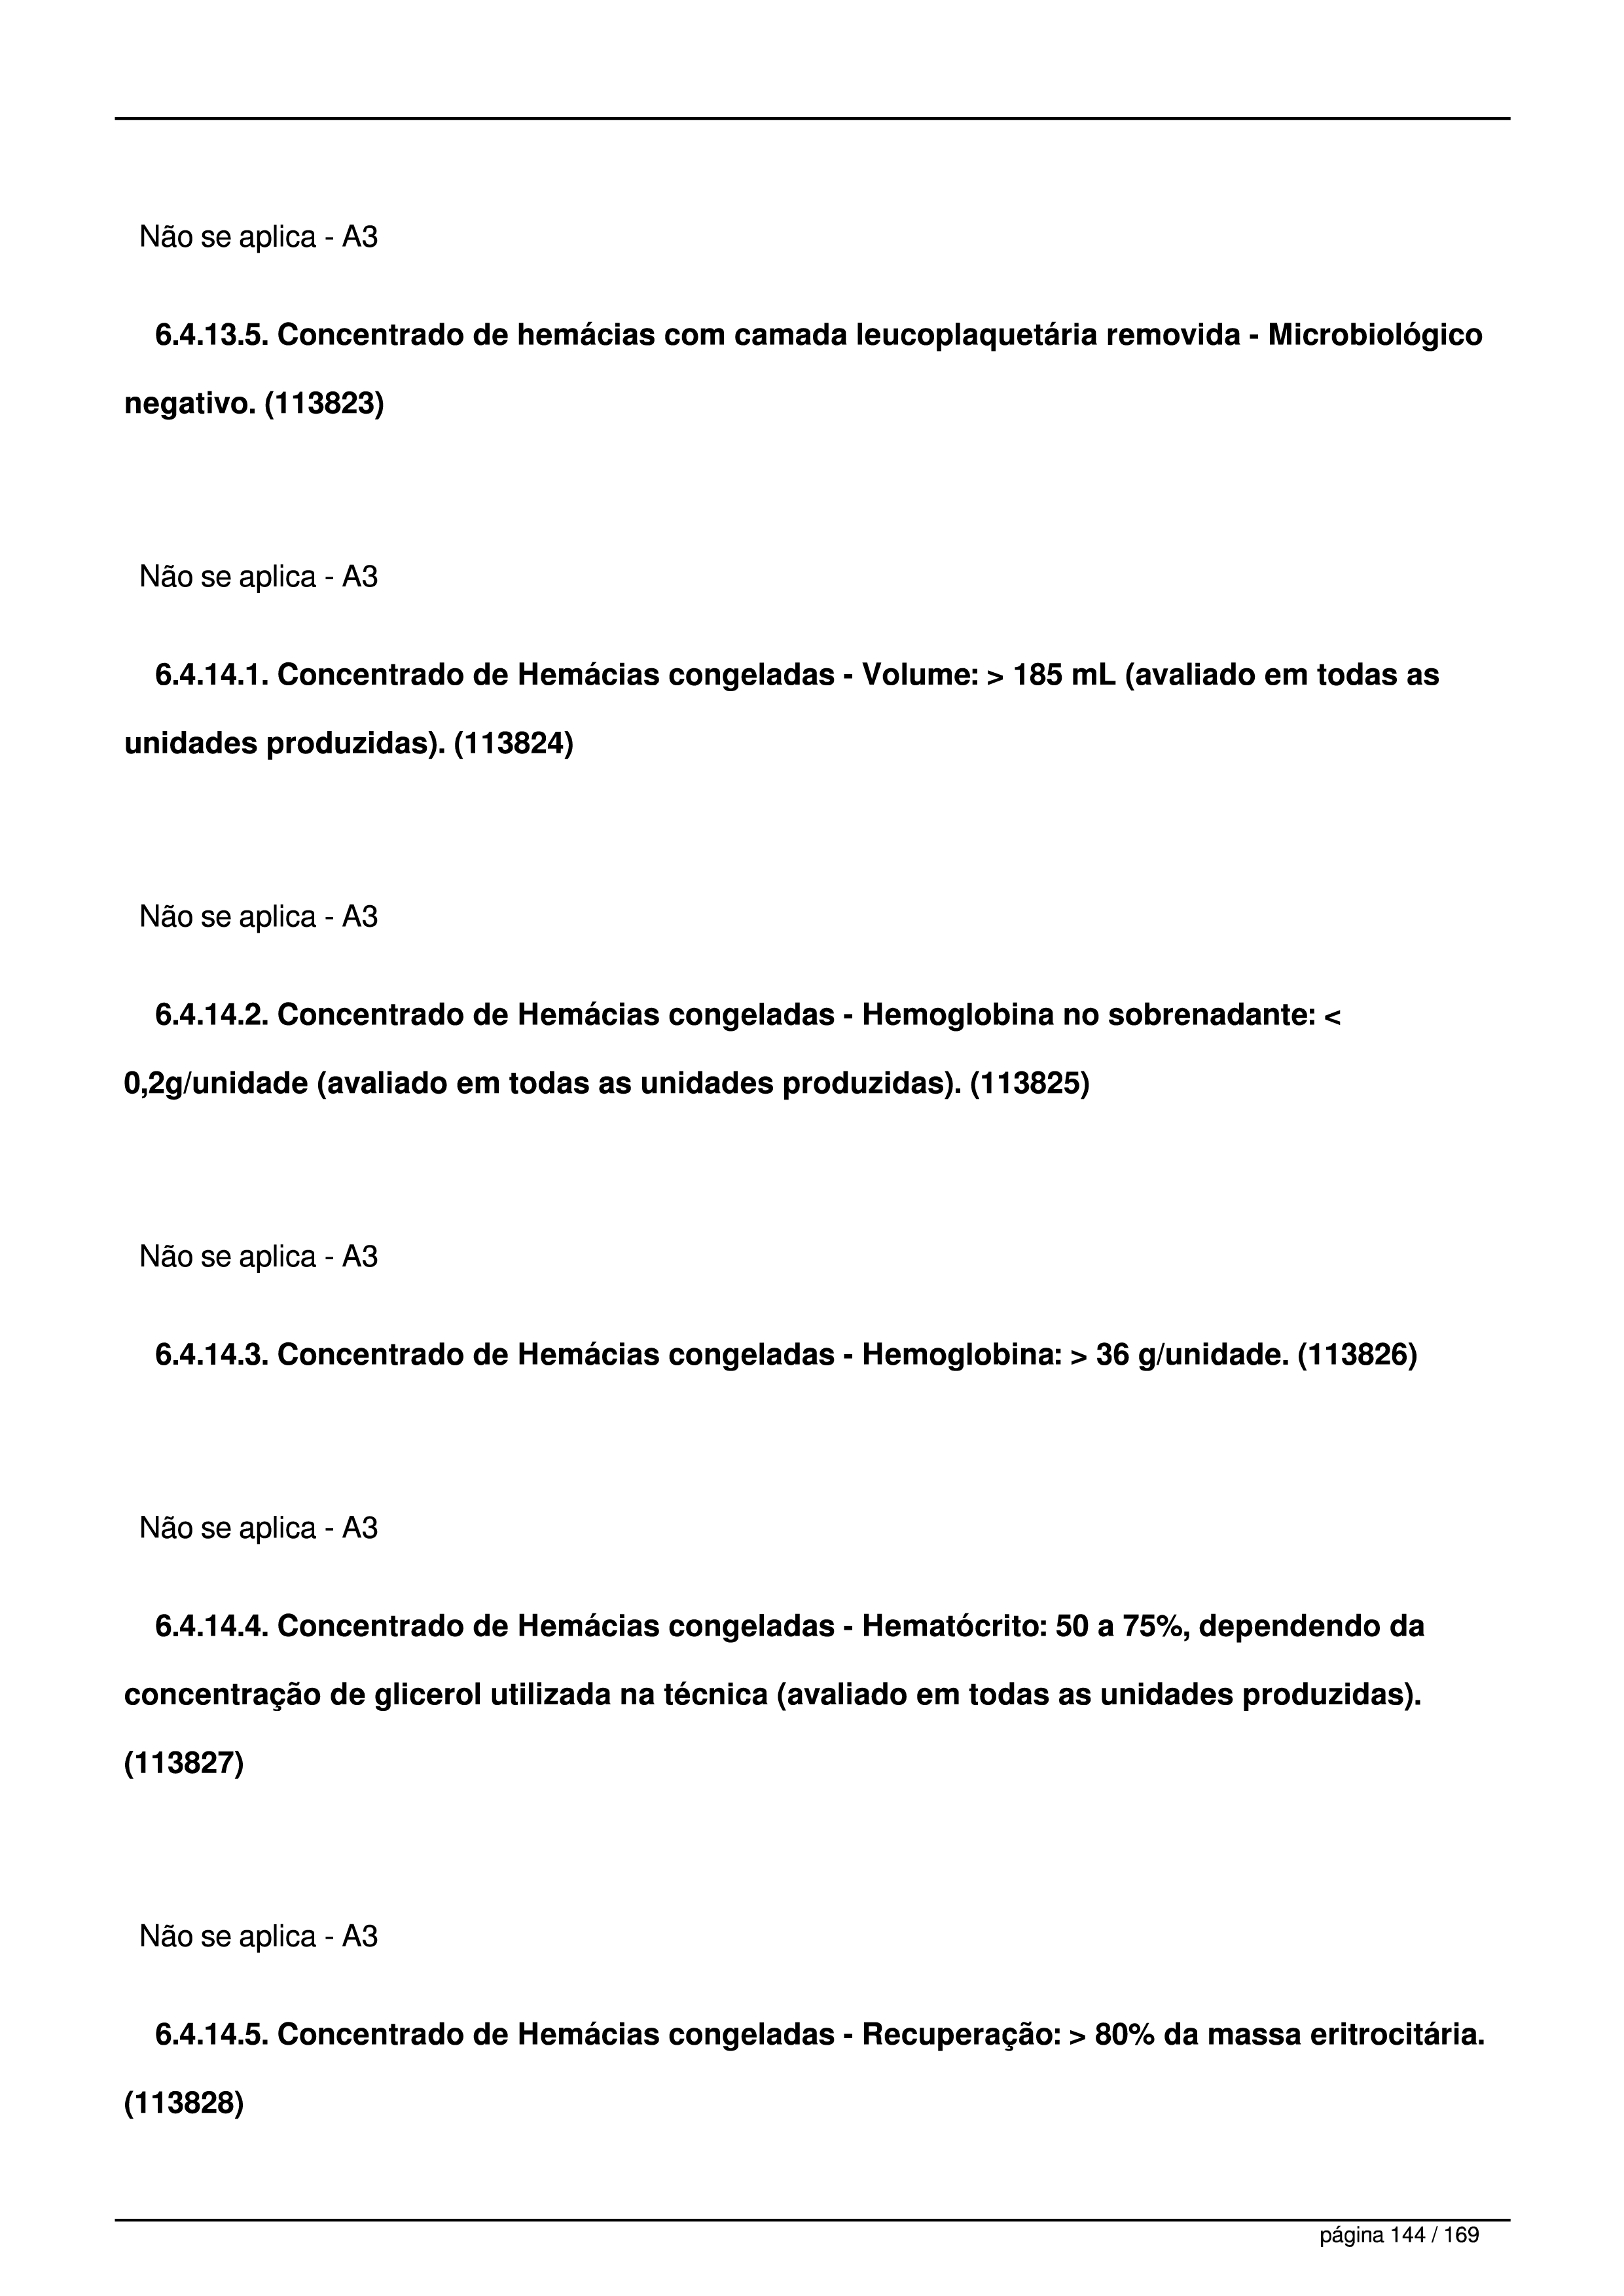 Não se aplica - A3
6.4.13.5. Concentrado de hemácias com camada leucoplaquetária removida - Microbiológico
negativo. (113823)
Não se aplica - A3
6.4.14.1. Concentrado de Hemácias congeladas - Volume: > 185 mL (avaliado em todas as
unidades produzidas). (113824)
Não se aplica - A3
6.4.14.2. Concentrado de Hemácias congeladas - Hemoglobina no sobrenadante: <
0,2g/unidade (avaliado em todas as unidades produzidas). (113825)
Não se aplica - A3
6.4.14.3. Concentrado de Hemácias congeladas - Hemoglobina: > 36 g/unidade. (113826)
Não se aplica - A3
6.4.14.4. Concentrado de Hemácias congeladas - Hematócrito: 50 a 75%, dependendo da
concentração de glicerol utilizada na técnica (avaliado em todas as unidades produzidas).
(113827)
Não se aplica - A3
6.4.14.5. Concentrado de Hemácias congeladas - Recuperação: > 80% da massa eritrocitária.
(113828)
página 144 / 169